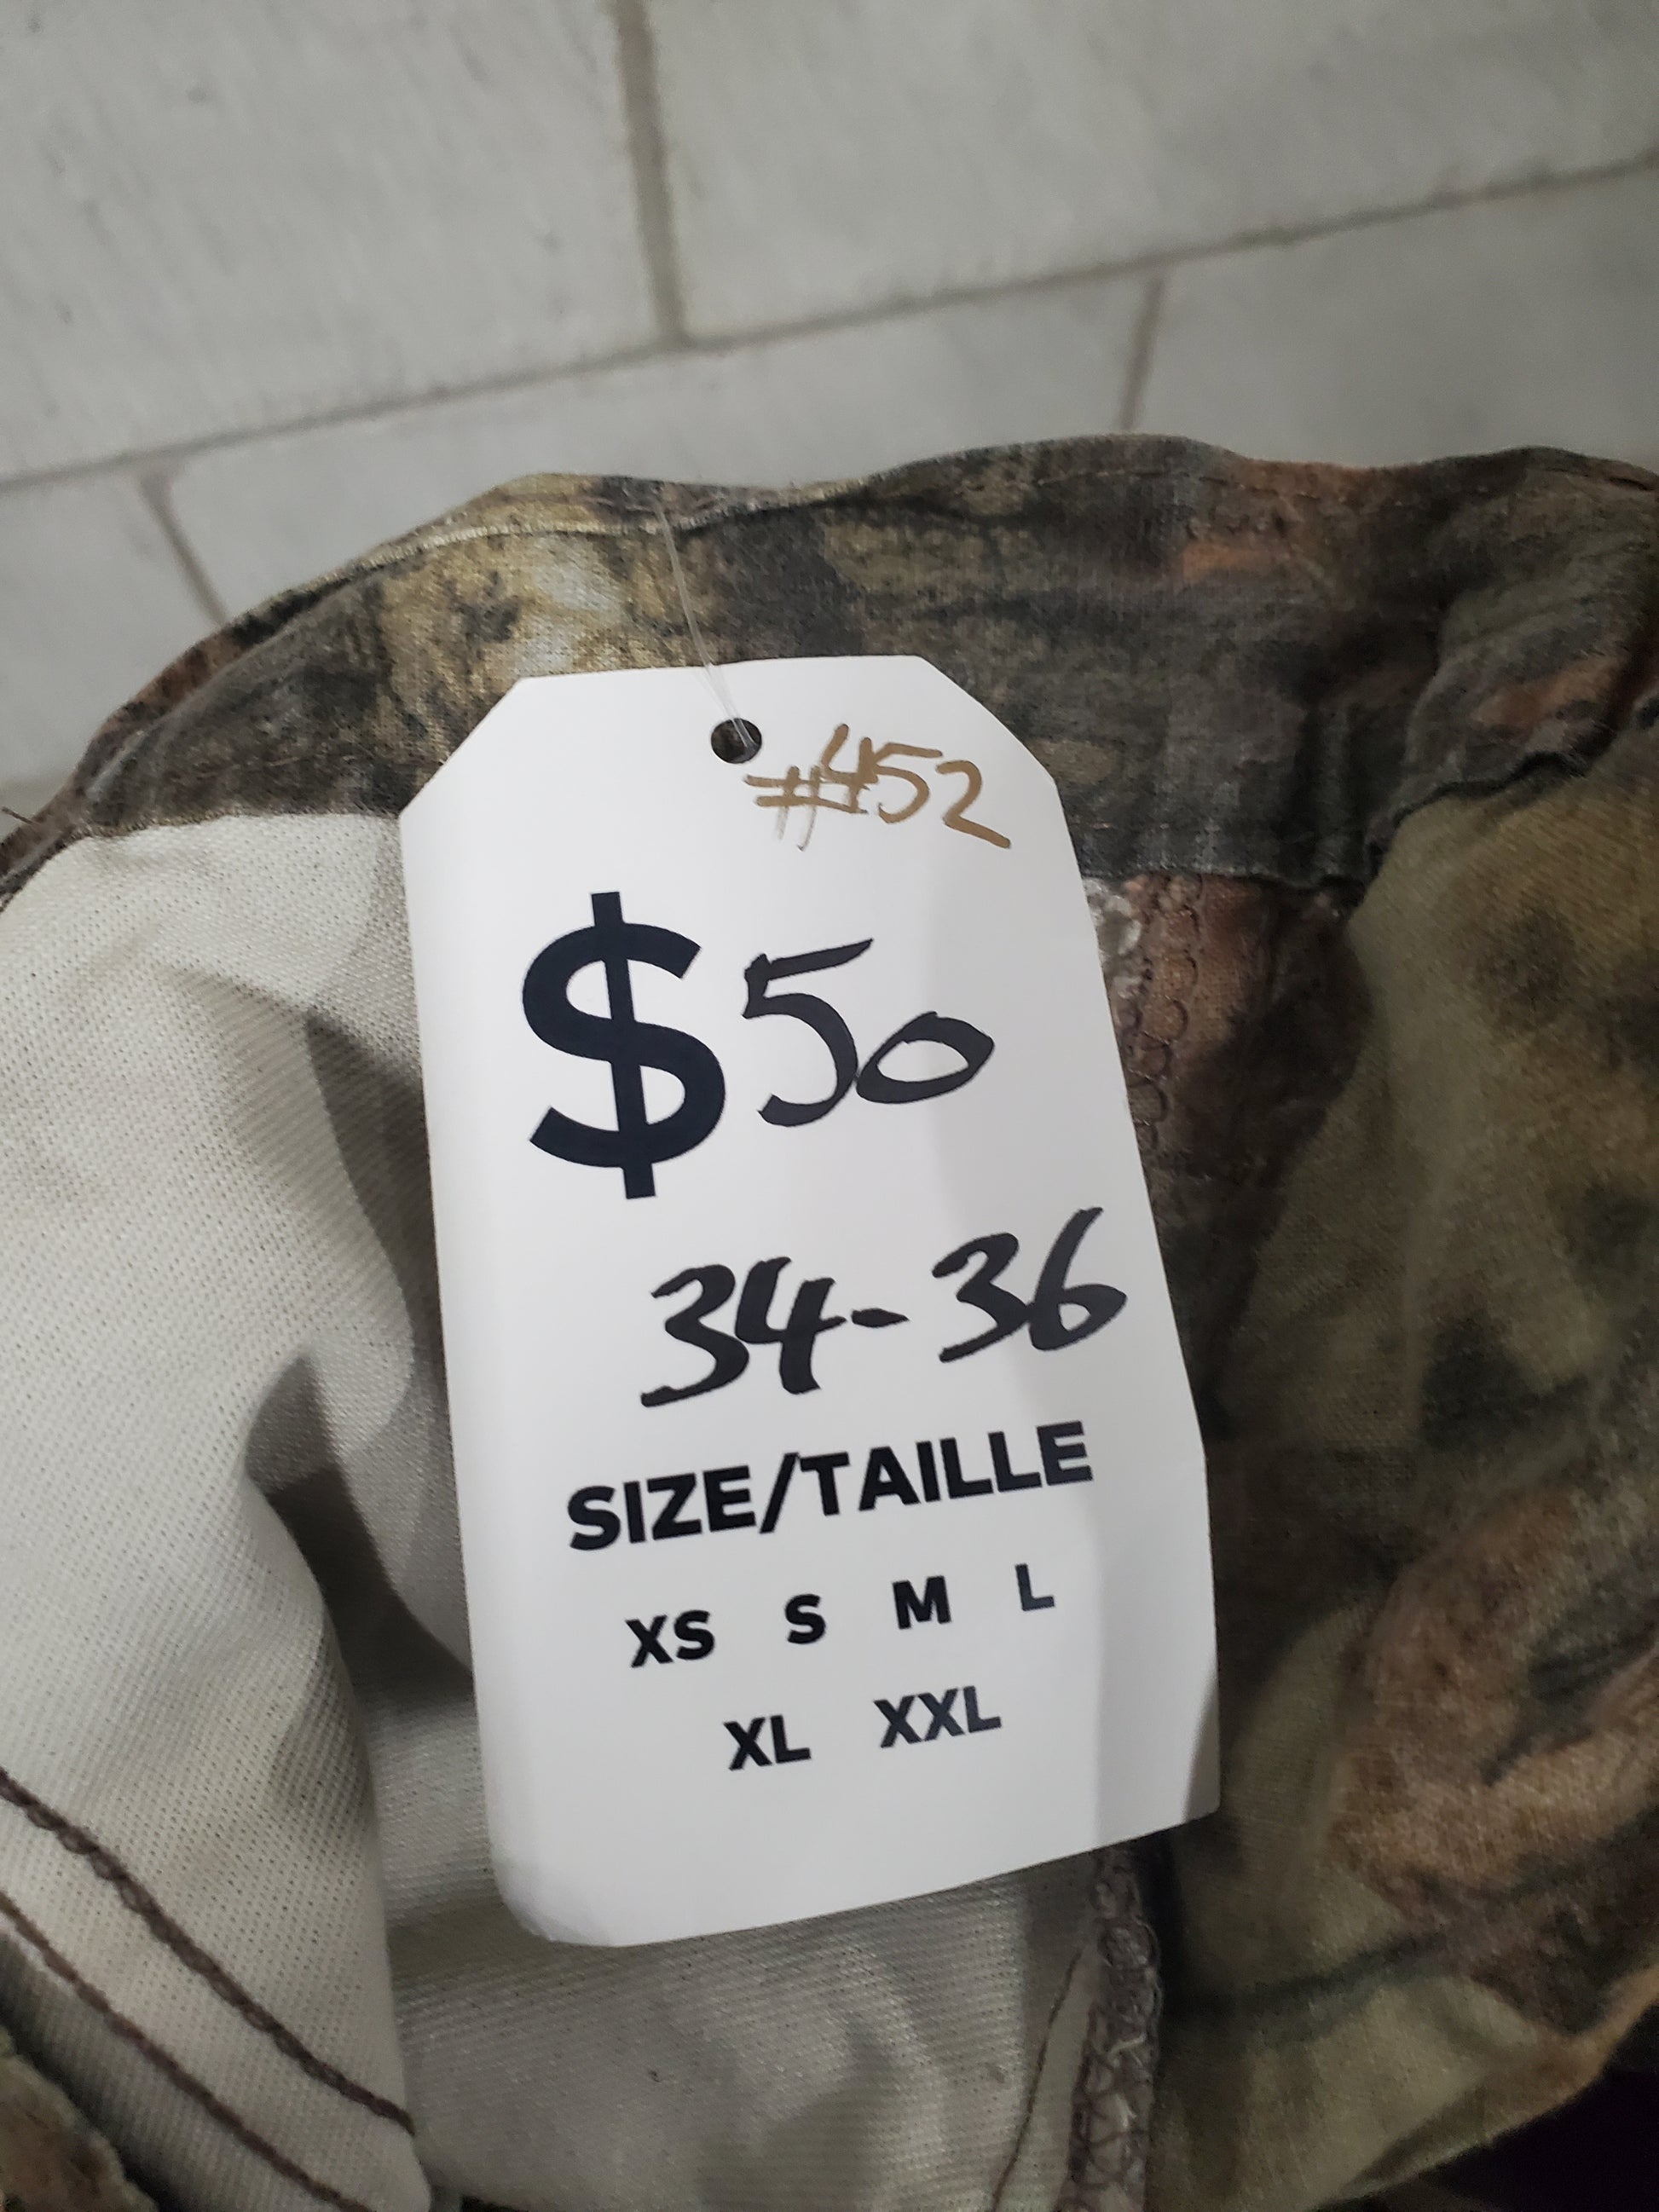 #452
$50
34-36
SIZE/TAILLE
XS S M L
XL XXL